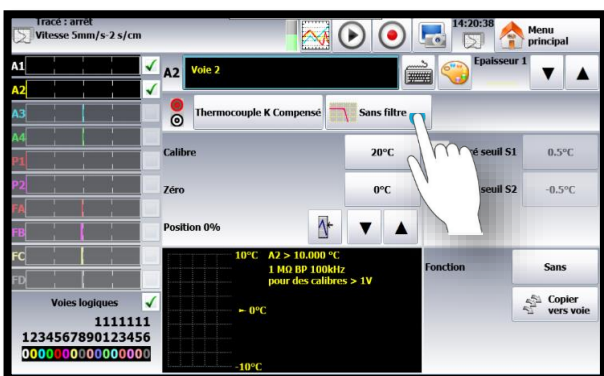 Tracé : arrêt
Vitesse 5mm/s-2 s/cm
14:20:38
Menu
principal
A1
A2
A3
A4
P1
P2
FA
FB
FC
FD
Voies logiques
1111111
1234567890123456
0000000000000000
A2
Voie 2
Epaisseur 1
Thermocouple K Compensé
Sans filtre
Calibre
20°C
seuil S1
0.5°C
Zéro
0°C
seuil S2
-0.5°C
Position 0%
10°C
A2 > 10.000 °C
1 MΩ BP 100kHz
pour des calibres > 1V
0°C
-10°C
Fonction
Sans
Copier
vers voie